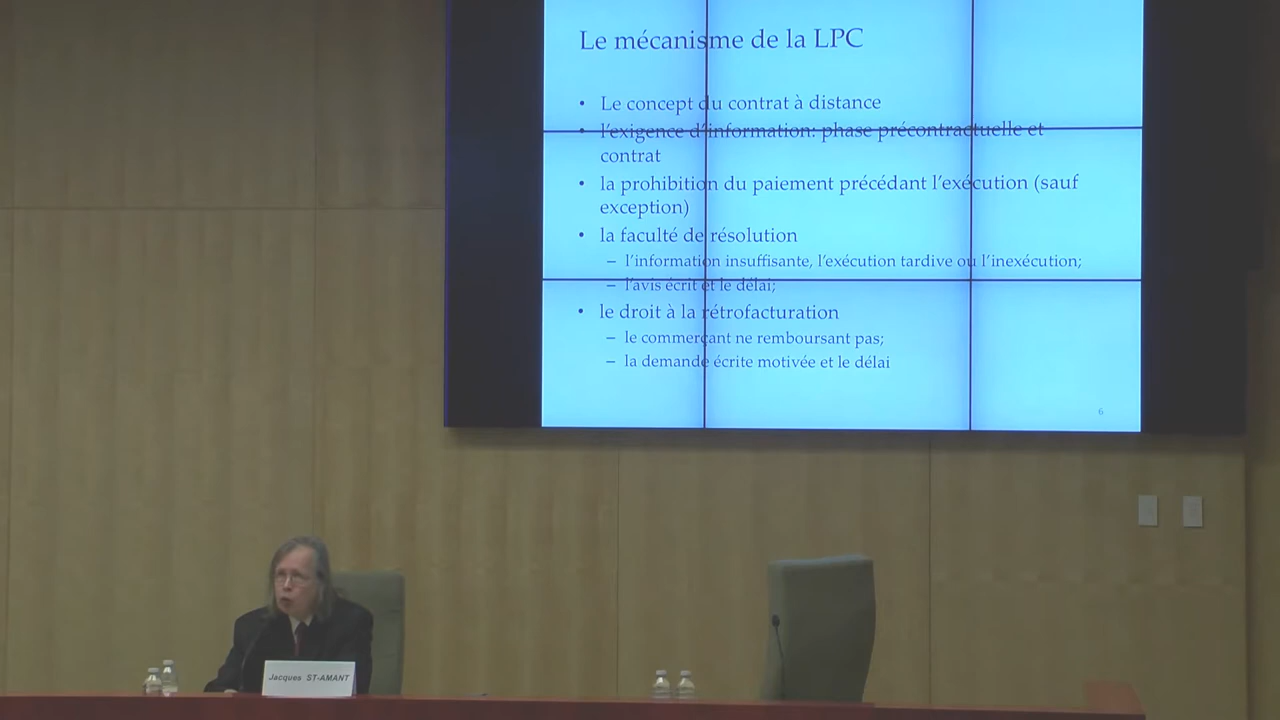 Le mécanisme de la LPC
• Le concept du contrat à distance
• l'exigence d'information: phase précontractuelle et
contrat
• la prohibition du paiement précédant l'exécution (sauf
exception)
• la faculté de résolution
– l'information insuffisante, l'exécution tardive ou l'inexécution;
– l'avis écrit et le délai;
• le droit à la rétrofacturation
– le commerçant ne remboursant pas;
– la demande écrite motivée et le délai
6
Jacques ST-AMANT